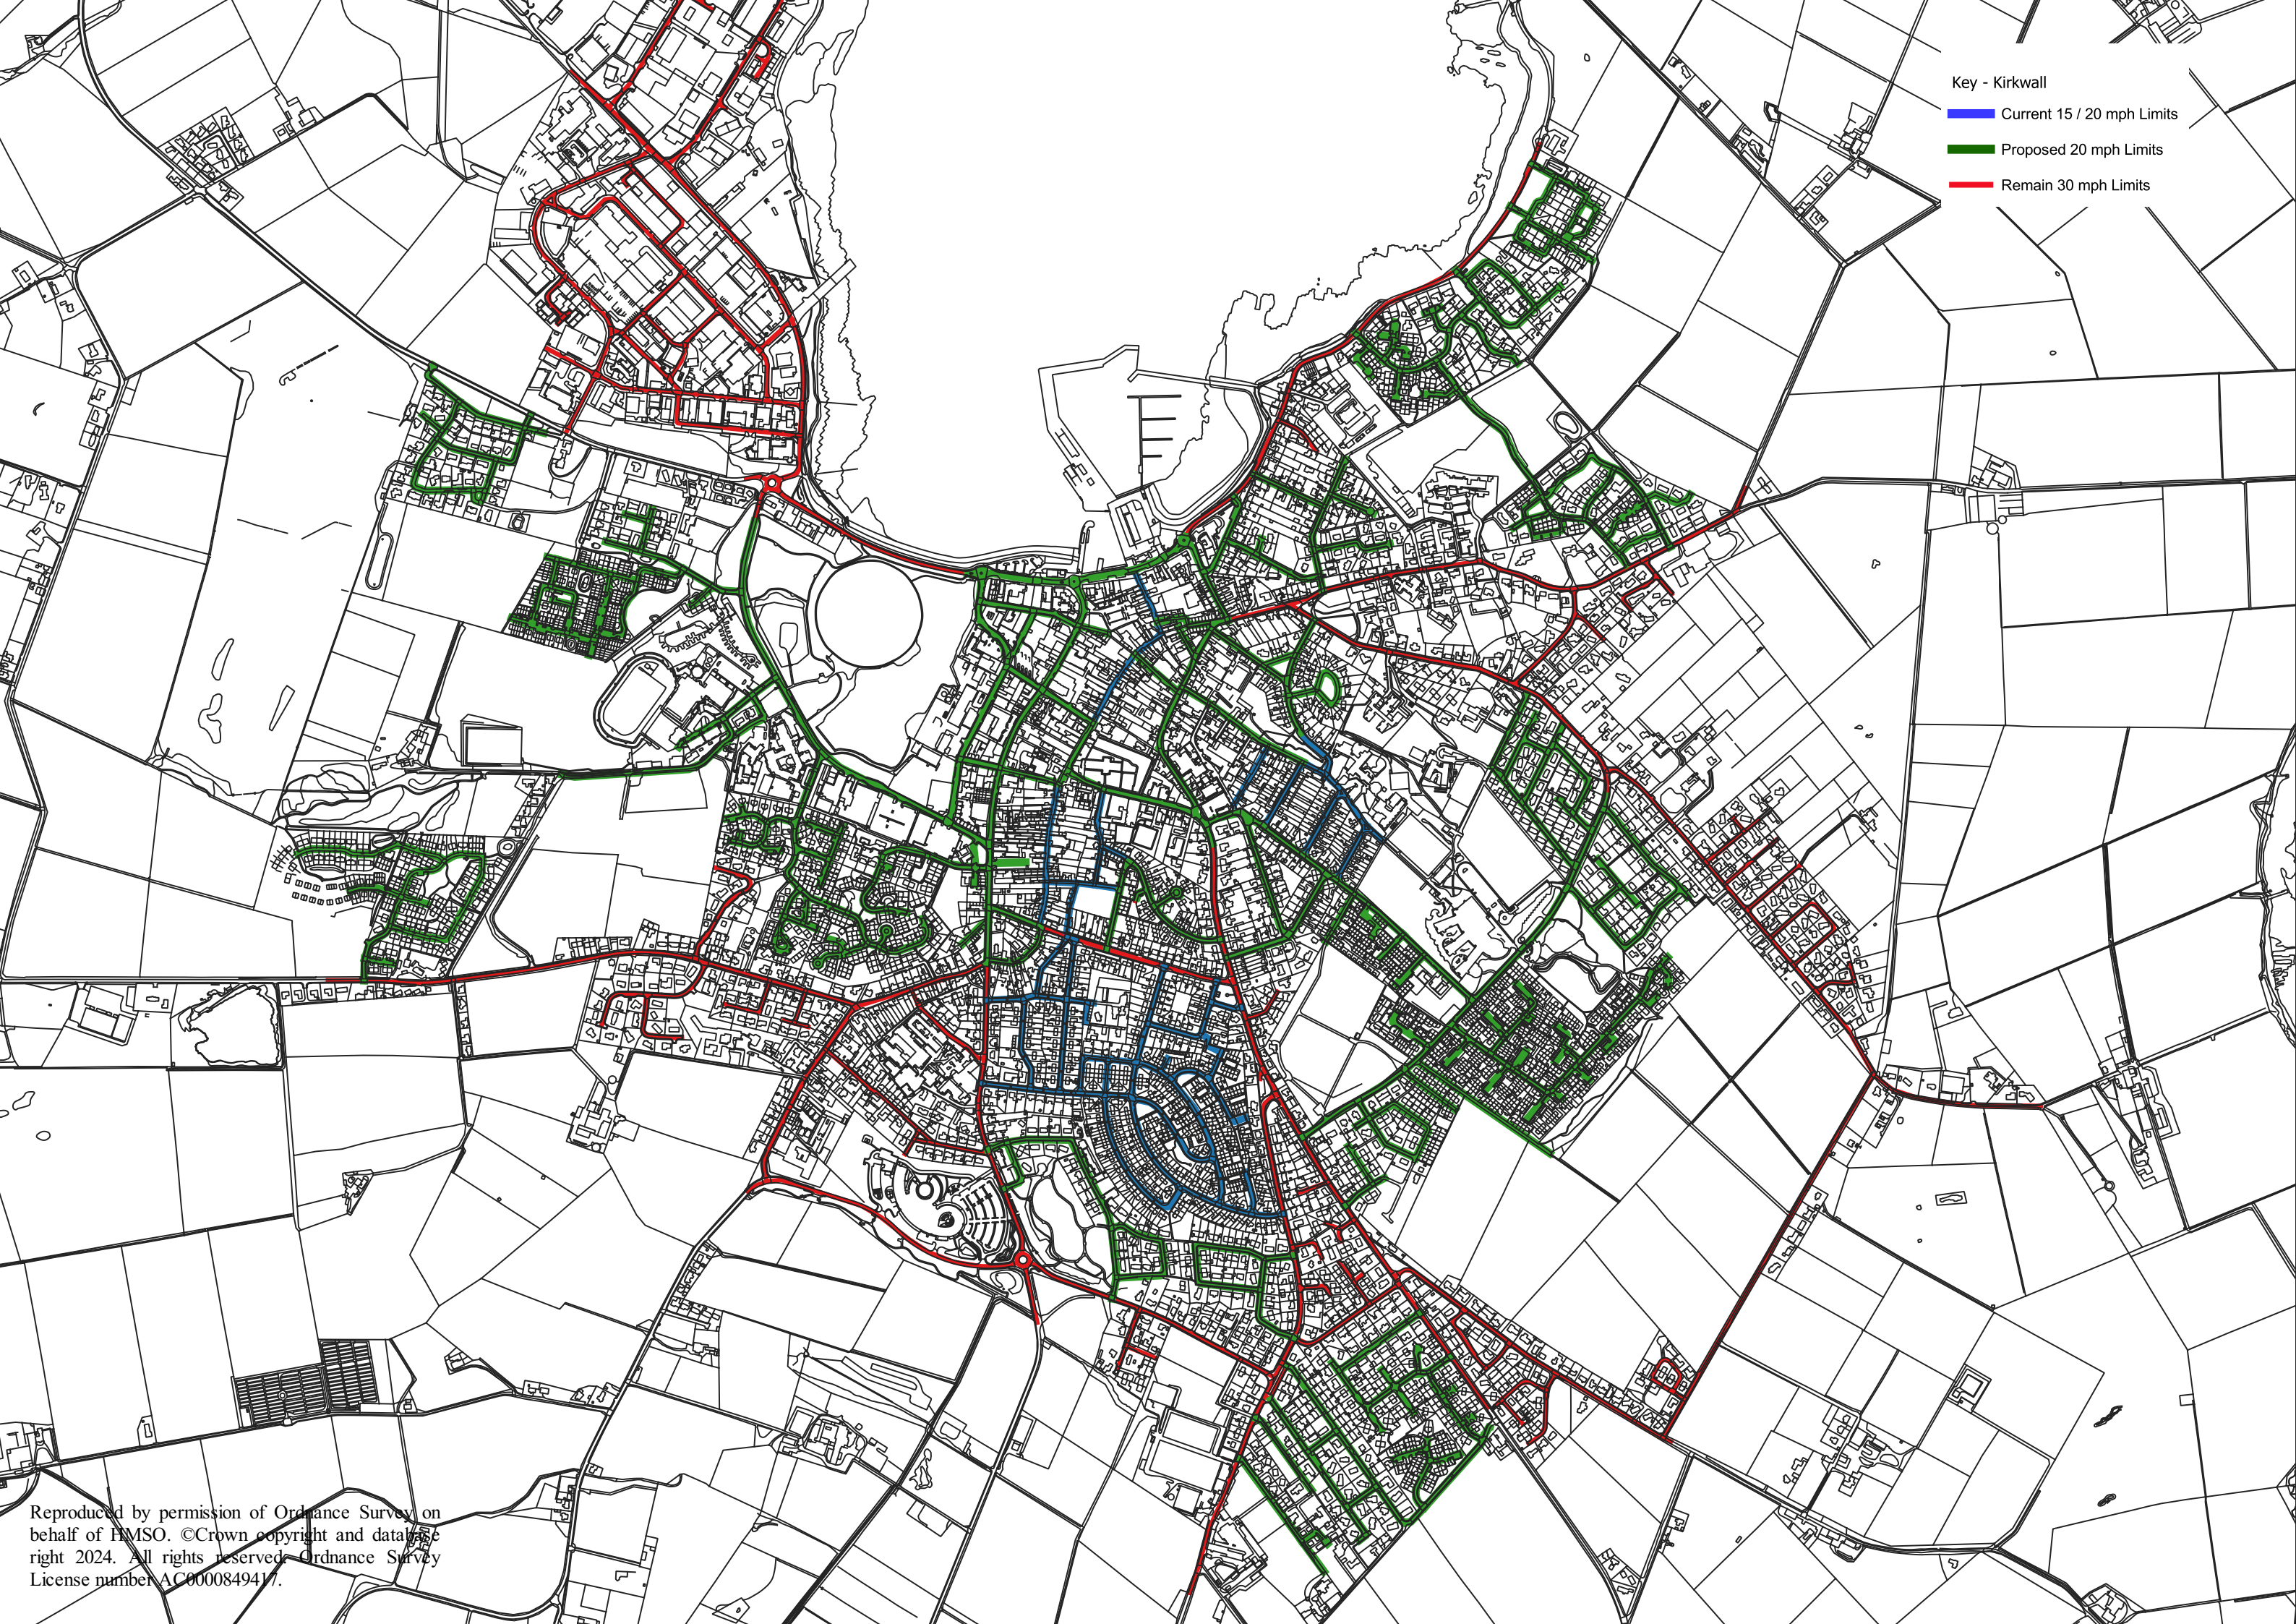 Key - Kirkwall
Current 15 / 20 mph Limits
Proposed 20 mph Limits
Remain 30 mph Limits
Reproduced by permission of Ordnance Survey on
behalf of HMSO. ©Crown copyright and database
right 2024. All rights reserved. Ordnance Survey
License number AC0000849417.